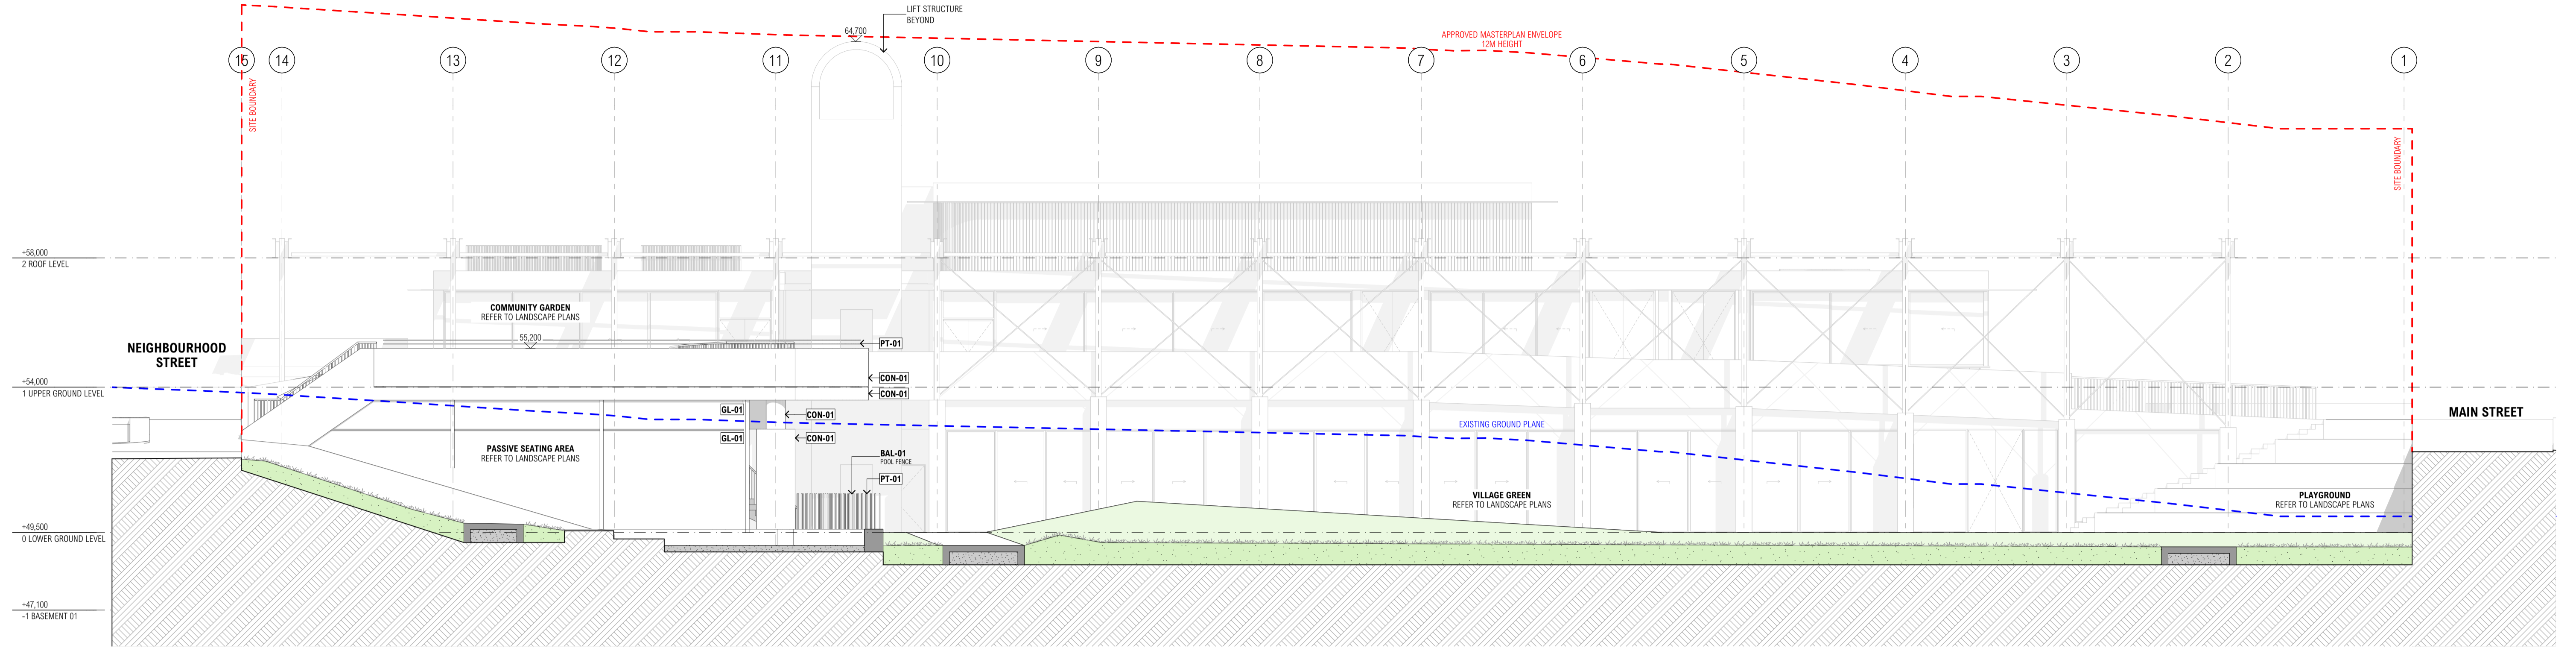 LIFT STRUCTURE
BEYOND
64,700
APPROVED MASTERPLAN ENVELOPE
12M HEIGHT
15 14 13 12 11 10 9 8 7 6 5 4 3 2 1
SITE BOUNDARY
SITE BOUNDARY
+58,000
2 ROOF LEVEL
COMMUNITY GARDEN
REFER TO LANDSCAPE PLANS
55,200
PT-01
NEIGHBOURHOOD
STREET
CON-01
+54,000
1 UPPER GROUND LEVEL
CON-01
GL-01
CON-01
MAIN STREET
EXISTING GROUND PLANE
GL-01
CON-01
PASSIVE SEATING AREA
REFER TO LANDSCAPE PLANS
BAL-01
POOL FENCE
PT-01
VILLAGE GREEN
REFER TO LANDSCAPE PLANS
PLAYGROUND
REFER TO LANDSCAPE PLANS
+49,500
0 LOWER GROUND LEVEL
+47,100
-1 BASEMENT 01